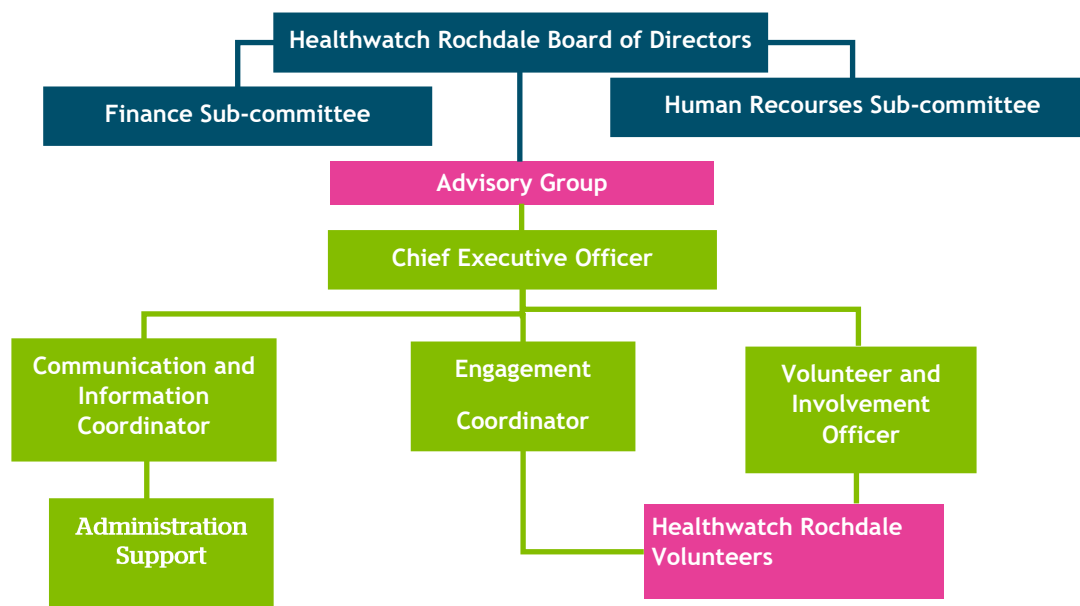 Healthwatch Rochdale Board of Directors
Finance Sub-committee
Human Recourses Sub-committee
Advisory Group
Chief Executive Officer
Communication and
Information
Coordinator
Engagement
Coordinator
Volunteer and
Involvement
Officer
Administration
Support
Healthwatch Rochdale
Volunteers